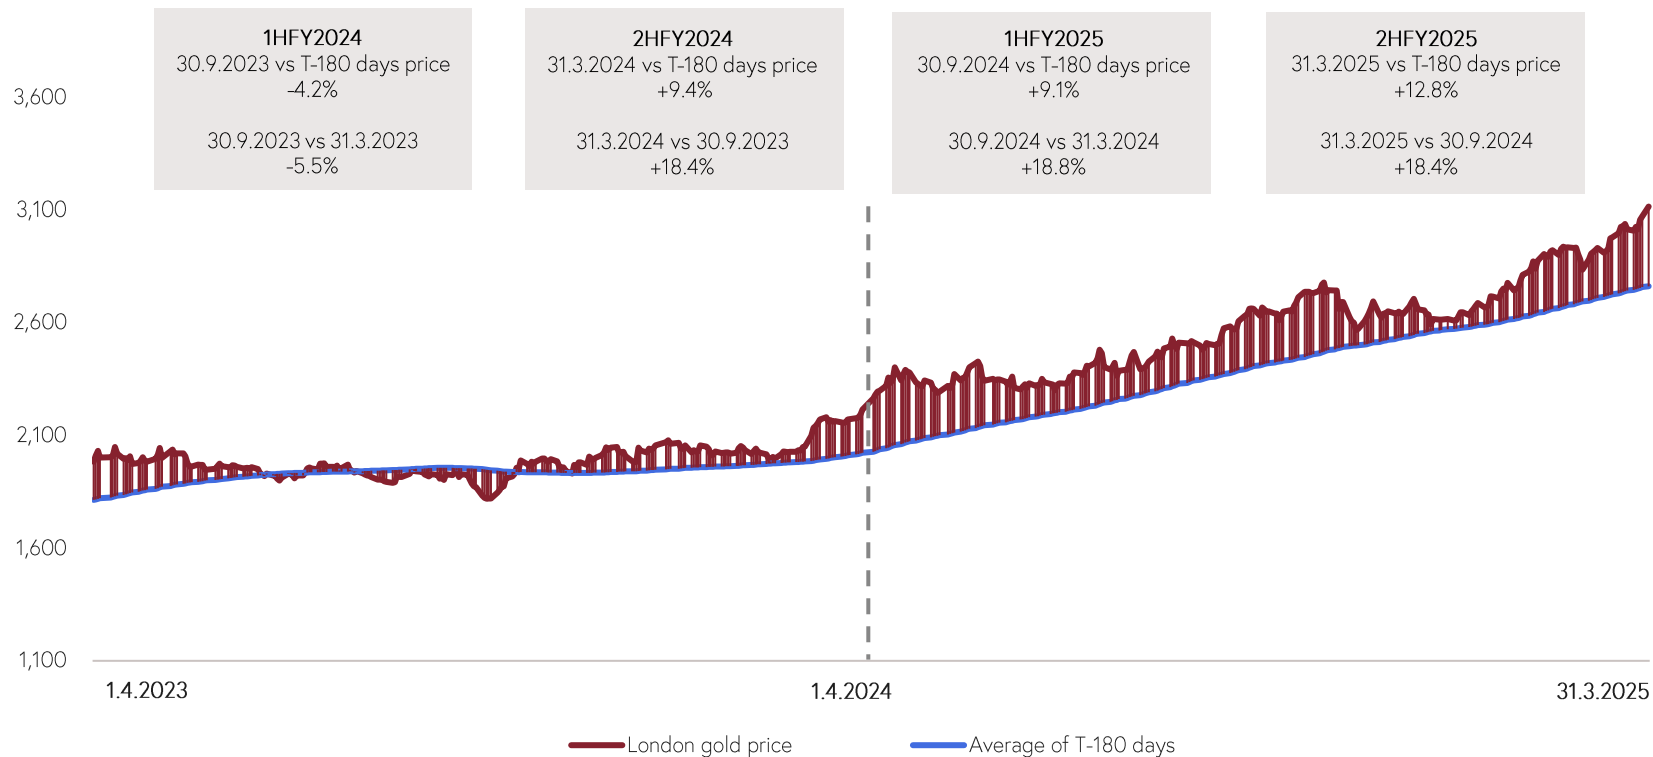 1HFY2024
30.9.2023 vs T-180 days price
-4.2%
30.9.2023 vs 31.3.2023
-5.5%
2HFY2024
31.3.2024 vs T-180 days price
+9.4%
31.3.2024 vs 30.9.2023
+18.4%
1HFY2025
30.9.2024 vs T-180 days price
+9.1%
30.9.2024 vs 31.3.2024
+18.8%
2HFY2025
31.3.2025 vs T-180 days price
+12.8%
31.3.2025 vs 30.9.2024
+18.4%
3,600
3,100
2,600
2,100
1,600
1,100
1.4.2023
1.4.2024
31.3.2025
London gold price
Average of T-180 days